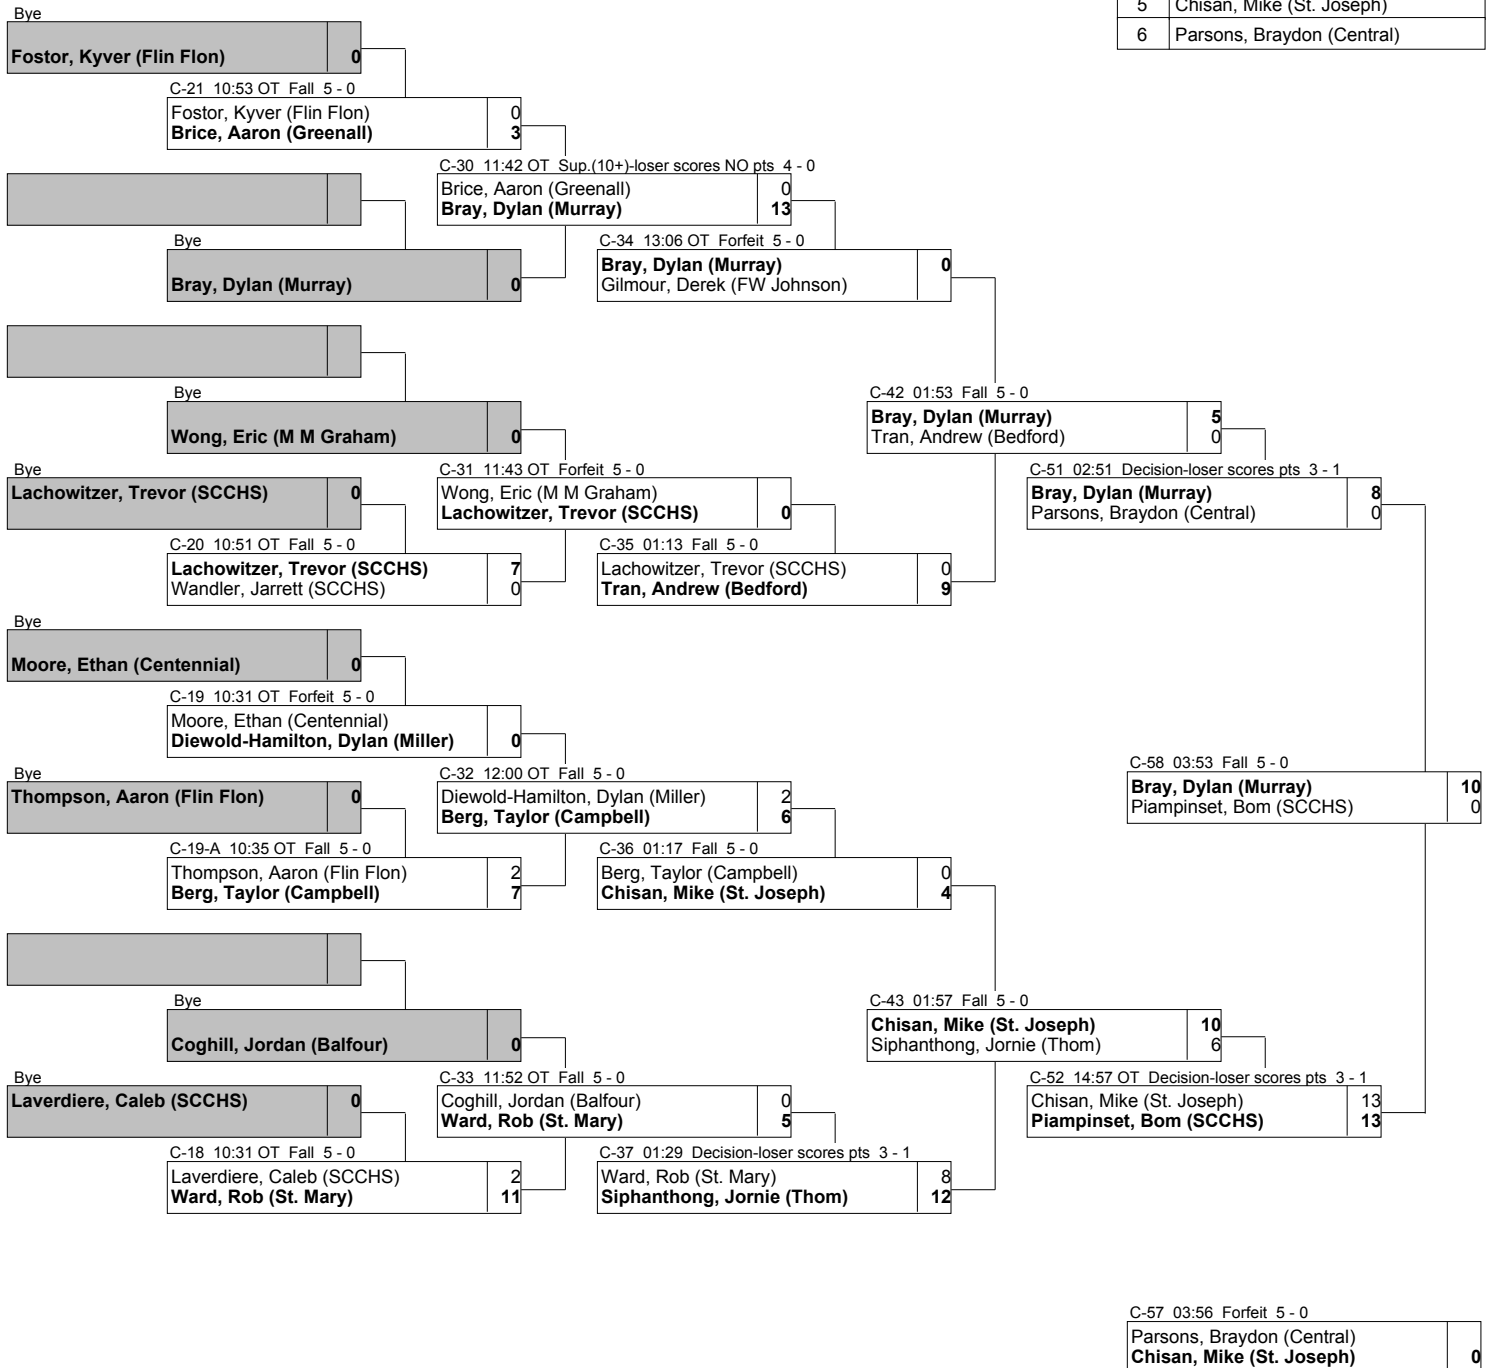 5 Chisan, Mike (St. Joseph)
6 Parsons, Braydon (Central)
Bye
Fostor, Kyver (Flin Flon) 0
C-21 10:53 OT Fall 5 - 0
Fostor, Kyver (Flin Flon) 0
Brice, Aaron (Greenall) 3
C-30 11:42 OT Sup.(10+)-loser scores NO pts 4 - 0
Brice, Aaron (Greenall) 0
Bray, Dylan (Murray) 13
Bye
Bray, Dylan (Murray) 0
C-34 13:06 OT Forfeit 5 - 0
Bray, Dylan (Murray) 0
Gilmour, Derek (FW Johnson)
Bye
Wong, Eric (M M Graham) 0
C-42 01:53 Fall 5 - 0
Bray, Dylan (Murray) 5
Tran, Andrew (Bedford) 0
Bye
Lachowitzer, Trevor (SCCHS) 0
C-31 11:43 OT Forfeit 5 - 0
Wong, Eric (M M Graham)
Lachowitzer, Trevor (SCCHS) 0
C-51 02:51 Decision-loser scores pts 3 - 1
Bray, Dylan (Murray) 8
Parsons, Braydon (Central) 0
C-20 10:51 OT Fall 5 - 0
Lachowitzer, Trevor (SCCHS) 7
Wandler, Jarrett (SCCHS) 0
C-35 01:13 Fall 5 - 0
Lachowitzer, Trevor (SCCHS) 0
Tran, Andrew (Bedford) 9
Bye
Moore, Ethan (Centennial) 0
C-19 10:31 OT Forfeit 5 - 0
Moore, Ethan (Centennial)
Diewold-Hamilton, Dylan (Miller) 0
C-58 03:53 Fall 5 - 0
Bray, Dylan (Murray) 10
Piampinset, Bom (SCCHS) 0
Bye
Thompson, Aaron (Flin Flon) 0
C-32 12:00 OT Fall 5 - 0
Diewold-Hamilton, Dylan (Miller) 2
Berg, Taylor (Campbell) 6
C-19-A 10:35 OT Fall 5 - 0
Thompson, Aaron (Flin Flon) 2
Berg, Taylor (Campbell) 7
C-36 01:17 Fall 5 - 0
Berg, Taylor (Campbell) 0
Chisan, Mike (St. Joseph) 4
Bye
Coghill, Jordan (Balfour) 0
C-43 01:57 Fall 5 - 0
Chisan, Mike (St. Joseph) 10
Siphanthong, Jornie (Thom) 6
Bye
Laverdiere, Caleb (SCCHS) 0
C-33 11:52 OT Fall 5 - 0
Coghill, Jordan (Balfour) 0
Ward, Rob (St. Mary) 5
C-52 14:57 OT Decision-loser scores pts 3 - 1
Chisan, Mike (St. Joseph) 13
Piampinset, Bom (SCCHS) 13
C-18 10:31 OT Fall 5 - 0
Laverdiere, Caleb (SCCHS) 2
Ward, Rob (St. Mary) 11
C-37 01:29 Decision-loser scores pts 3 - 1
Ward, Rob (St. Mary) 8
Siphanthong, Jornie (Thom) 12
C-57 03:56 Forfeit 5 - 0
Parsons, Braydon (Central)
Chisan, Mike (St. Joseph) 0